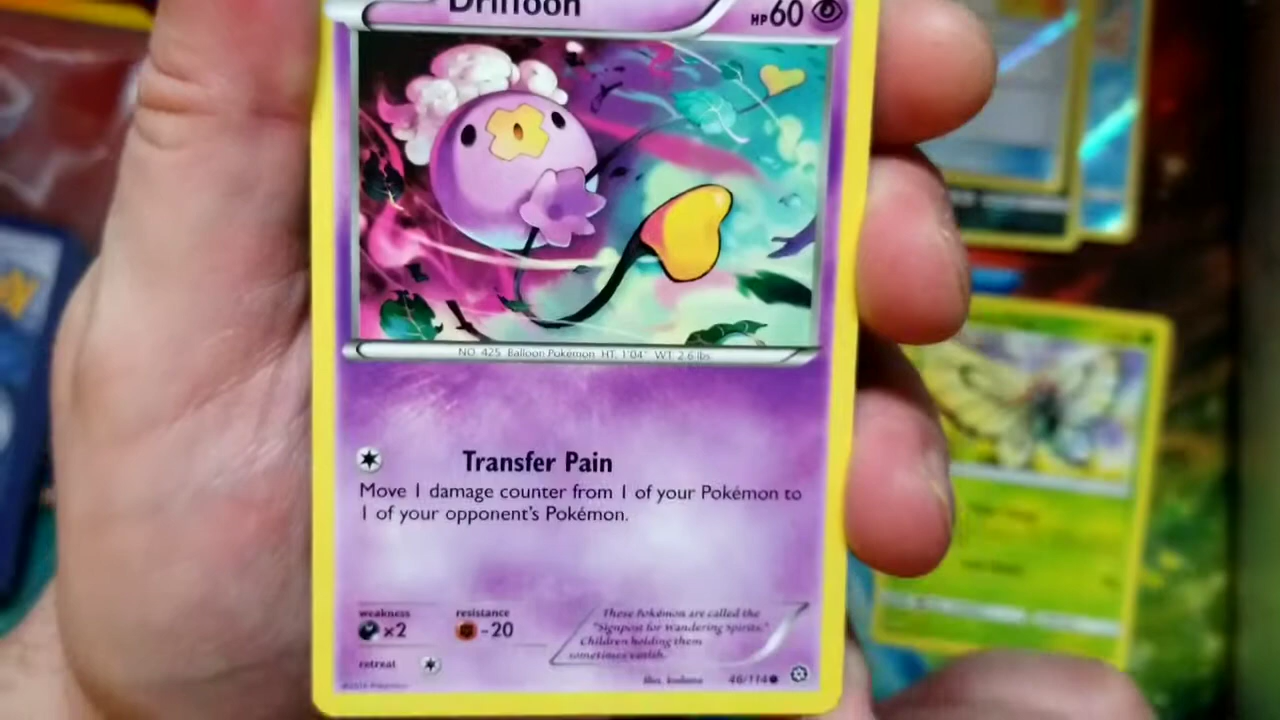 Drifloon HP60
NO. 425 Balloon Pokémon HT. 1'04" WT. 2.6 lbs
Transfer Pain
Move 1 damage counter from 1 of your Pokémon to
1 of your opponent's Pokémon.
weakness resistance
×2 -20
These Pokémon are called the
"Signpost for Wandering Spirits."
Children holding them
sometimes vanish.
retreat
Illus. kodama 46/114